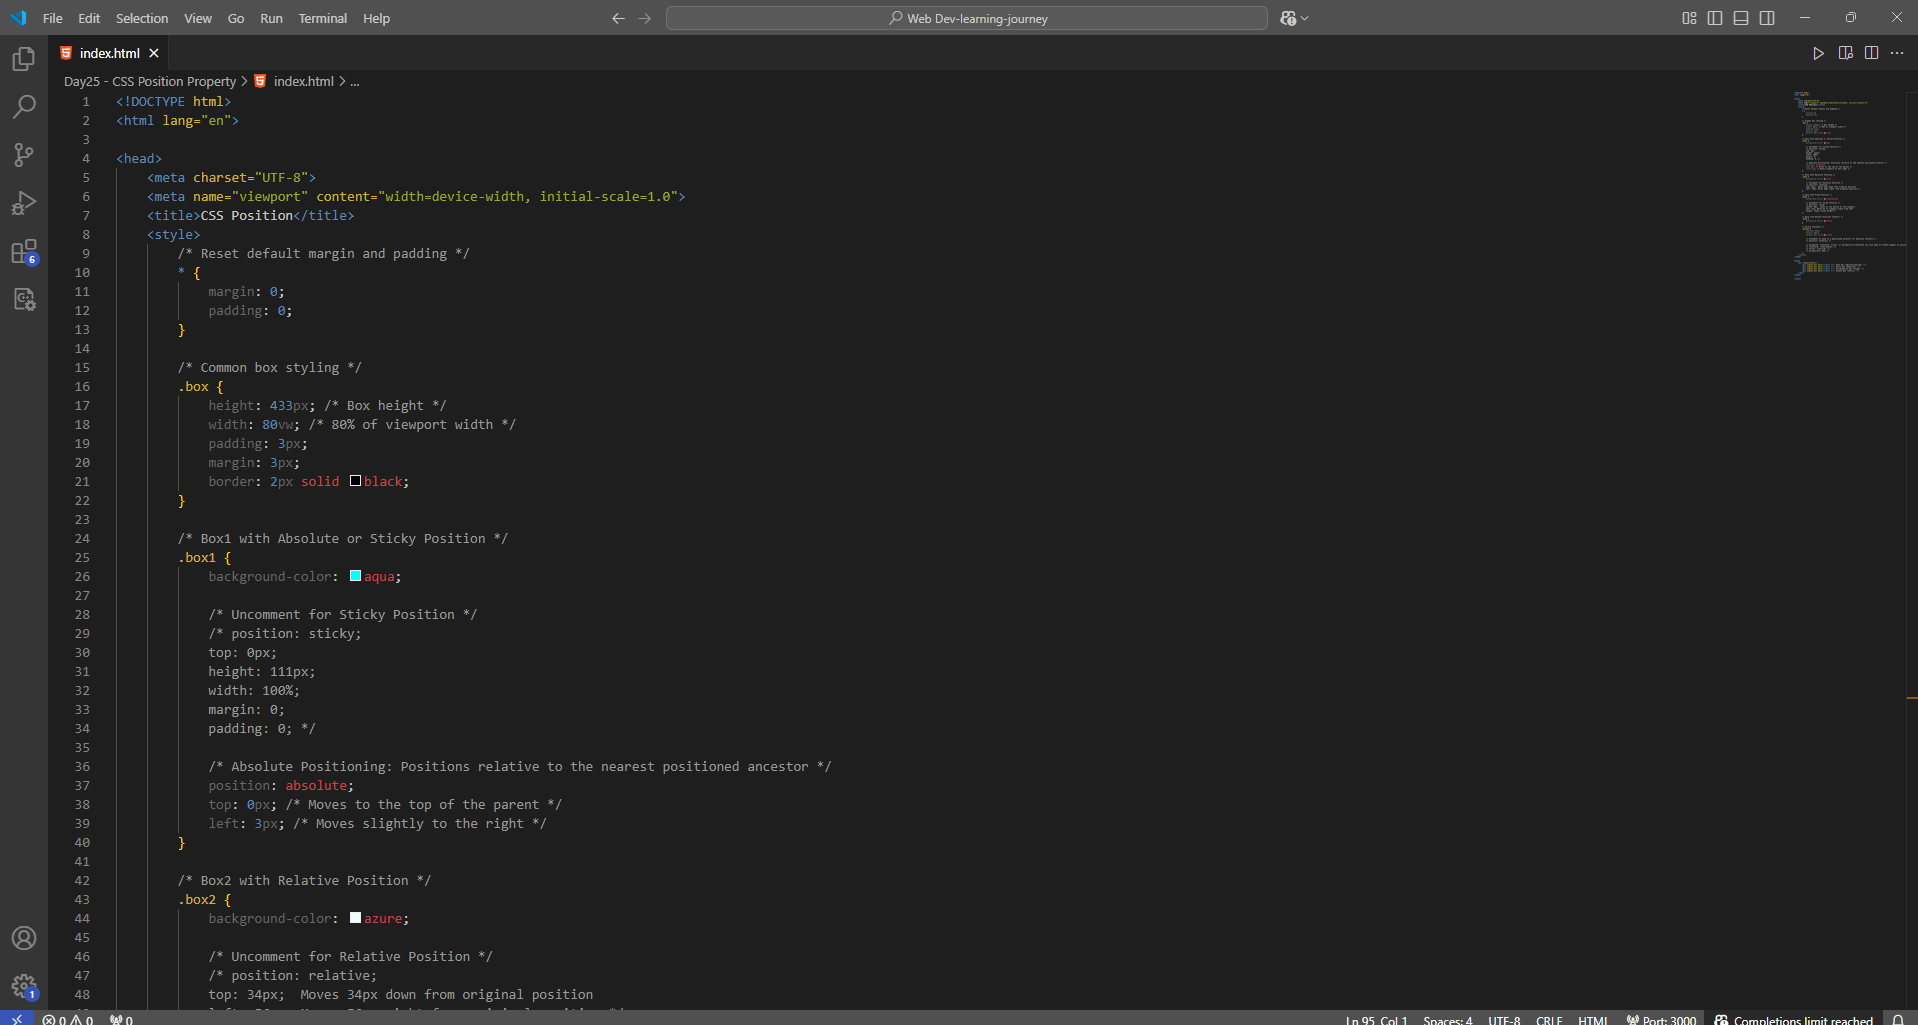 File Edit Selection View Go Run Terminal Help
Web Dev-learning-journey
index.html
Day25 - CSS Position Property > index.html > ...
1 <!DOCTYPE html>
2 <html lang="en">
3
4 <head>
5 <meta charset="UTF-8">
6 <meta name="viewport" content="width=device-width, initial-scale=1.0">
7 <title>CSS Position</title>
8 <style>
9 /* Reset default margin and padding */
10 * {
11 margin: 0;
12 padding: 0;
13 }
14
15 /* Common box styling */
16 .box {
17 height: 433px; /* Box height */
18 width: 80vw; /* 80% of viewport width */
19 padding: 3px;
20 margin: 3px;
21 border: 2px solid black;
22 }
23
24 /* Box1 with Absolute or Sticky Position */
25 .box1 {
26 background-color: aqua;
27
28 /* Uncomment for Sticky Position */
29 /* position: sticky;
30 top: 0px;
31 height: 111px;
32 width: 100%;
33 margin: 0;
34 padding: 0; */
35
36 /* Absolute Positioning: Positions relative to the nearest positioned ancestor */
37 position: absolute;
38 top: 0px; /* Moves to the top of the parent */
39 left: 3px; /* Moves slightly to the right */
40 }
41
42 /* Box2 with Relative Position */
43 .box2 {
44 background-color: azure;
45
46 /* Uncomment for Relative Position */
47 /* position: relative;
48 top: 34px; Moves 34px down from original position
6
1
0 0 0 Ln 95, Col 1 Spaces: 4 UTF-8 CRLF HTML Port: 3000 Completions limit reached